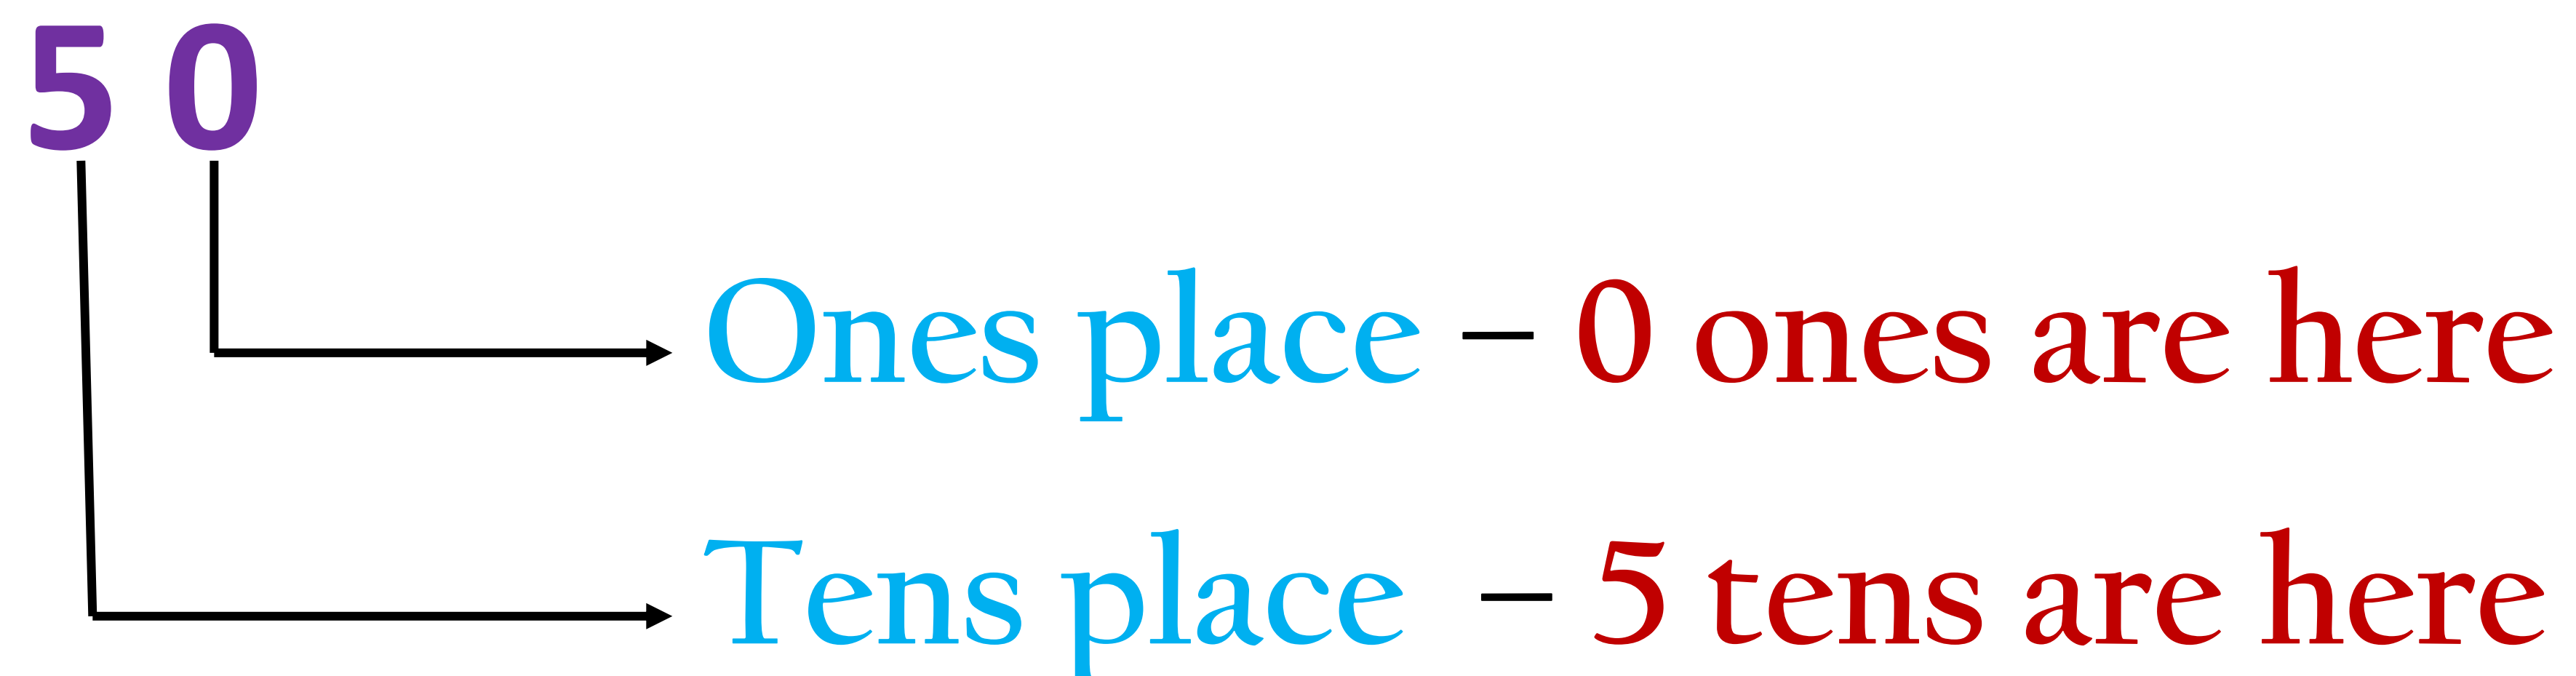 5 0
Ones place – 0 ones are here
Tens place – 5 tens are here